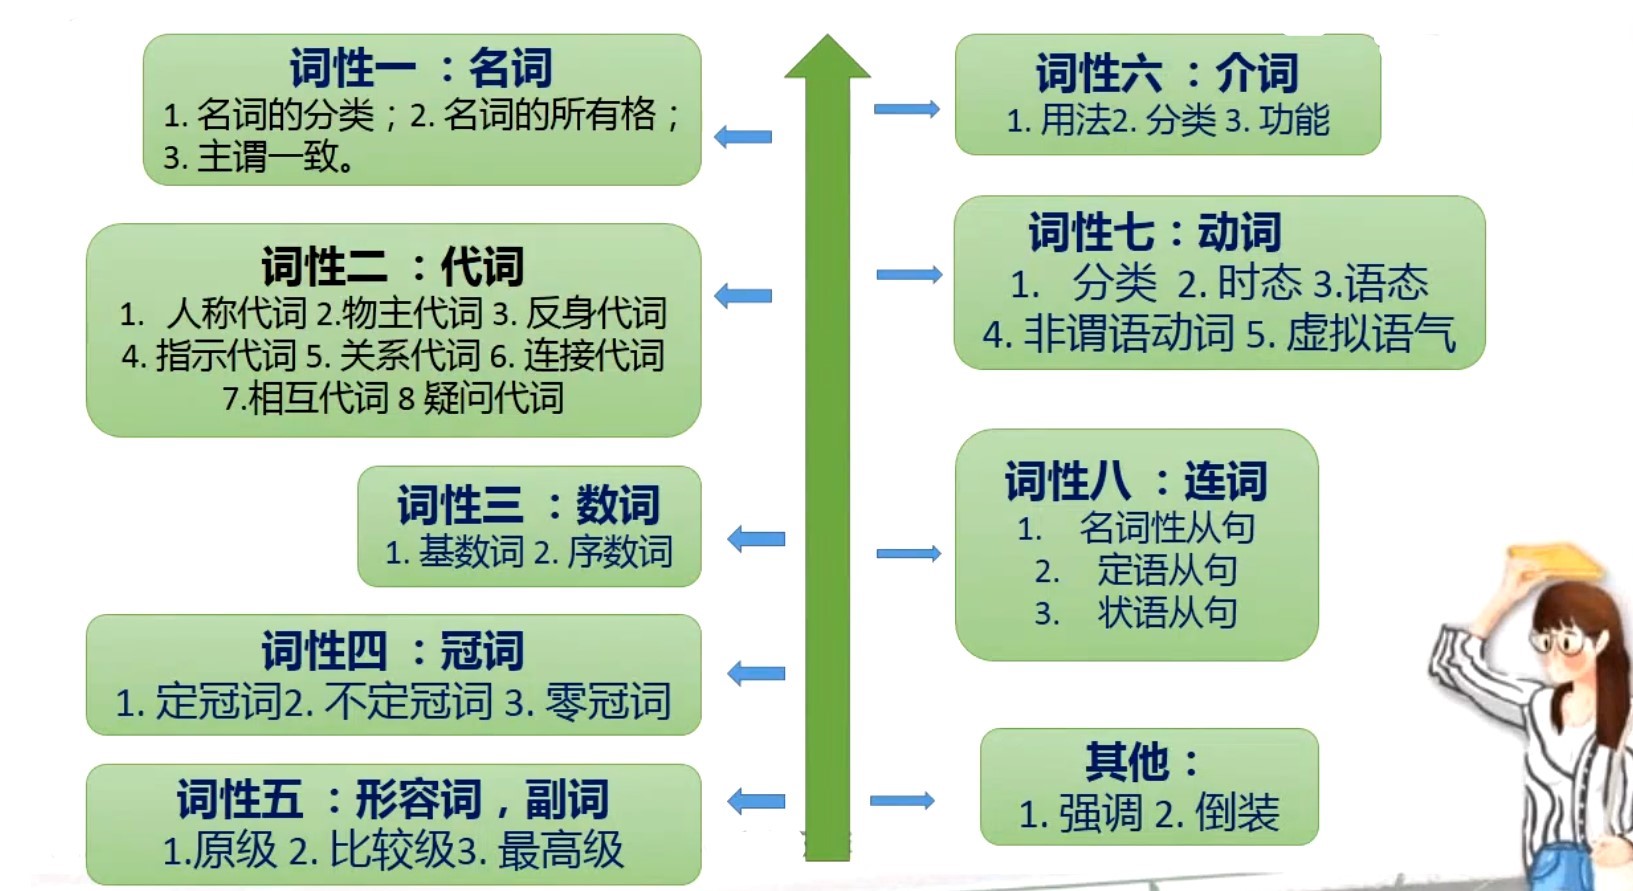 词性一 ：名词
1. 名词的分类；2. 名词的所有格；
3. 主谓一致。
词性二 ：代词
1. 人称代词 2.物主代词 3. 反身代词
4. 指示代词 5. 关系代词 6. 连接代词
7.相互代词 8 疑问代词
词性三 ：数词
1. 基数词 2. 序数词
词性四 ：冠词
1. 定冠词2. 不定冠词 3. 零冠词
词性五 ：形容词，副词
1.原级 2. 比较级3. 最高级
词性六 ：介词
1. 用法2. 分类 3. 功能
词性七：动词
1. 分类 2. 时态 3.语态
4. 非谓语动词 5. 虚拟语气
词性八 ：连词
1. 名词性从句
2. 定语从句
3. 状语从句
其他：
1. 强调 2. 倒装